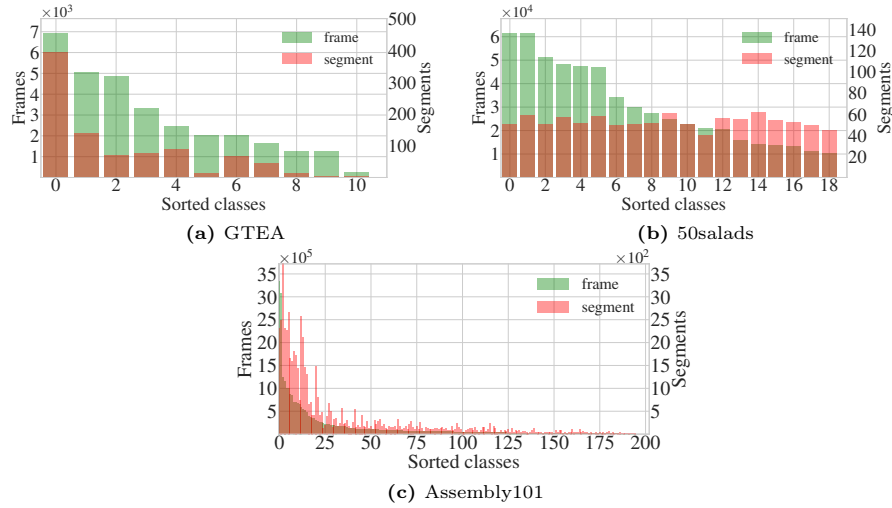 ×10³
7
6
5
4
3
2
1
Frames
500
400
300
200
100
Segments
frame
segment
0 2 4 6 8 10
Sorted classes
(a) GTEA
×10⁴
6
5
4
3
2
1
Frames
140
120
100
80
60
40
20
Segments
frame
segment
0 2 4 6 8 10 12 14 16 18
Sorted classes
(b) 50salads
×10⁵
35
30
25
20
15
10
5
Frames
×10²
35
30
25
20
15
10
5
Segments
frame
segment
0 25 50 75 100 125 150 175 200
Sorted classes
(c) Assembly101